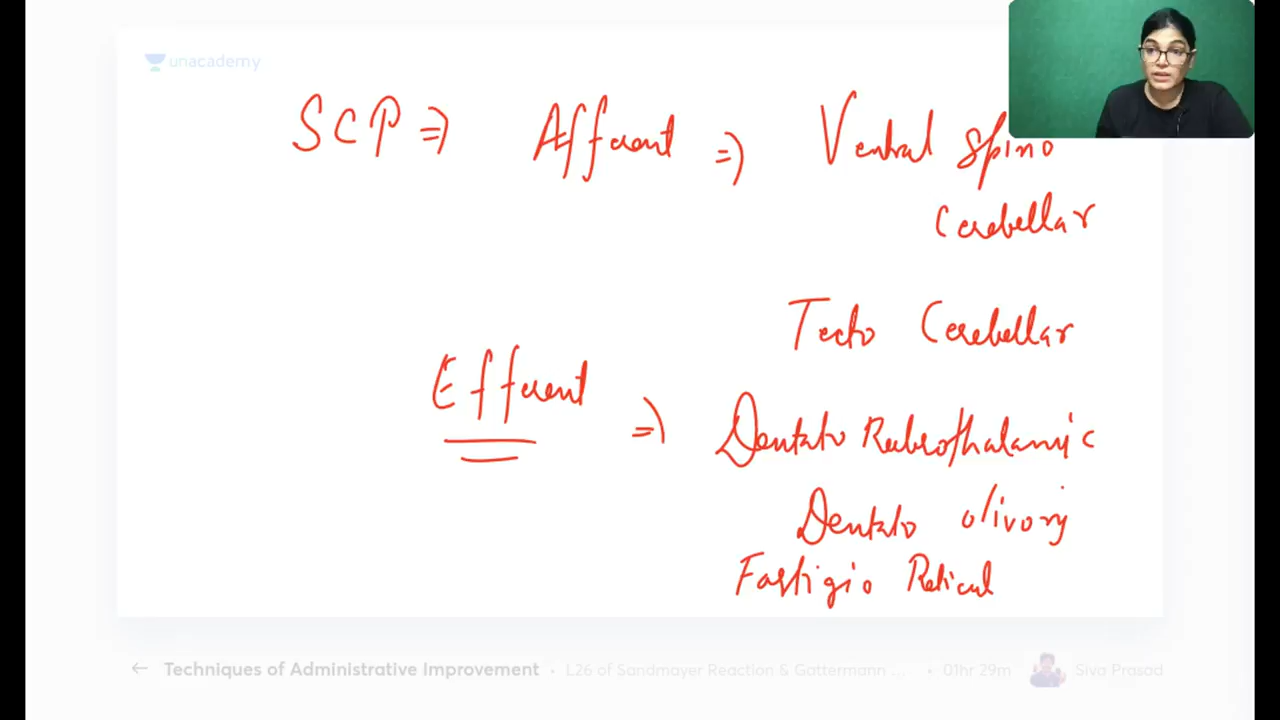 unacademy
SCP ⇒ Afferent ⇒ Ventral Spino
Cerebellar
Tecto Cerebellar
Efferent ⇒ Dentato Rubrothalamic
Dentato olivary
Fastigio Reticul
← Techniques of Administrative Improvement • L26 of Sandmayer Reaction & Gattermann ... • 01hr 29m Siva Prasad